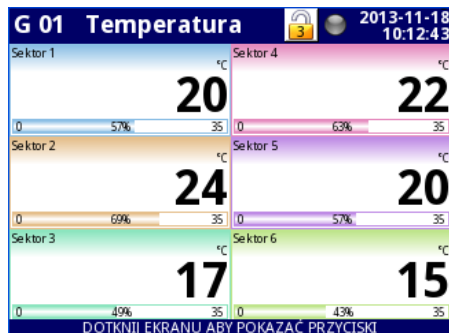 G 01 Temperatura 3 2013-11-18
10:12:43
Sektor 1
°C
20
0 57% 35
Sektor 4
°C
22
0 63% 35
Sektor 2
°C
24
0 69% 35
Sektor 5
°C
20
0 57% 35
Sektor 3
°C
17
0 49% 35
Sektor 6
°C
15
0 43% 35
DOTKNIJ EKRANU ABY POKAZAĆ PRZYCISKI